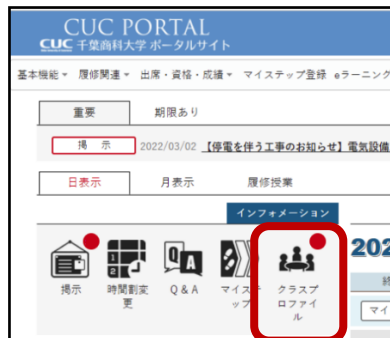 CUC PORTAL
CUC 千葉商科大学 ポータルサイト
基本機能 履修関連 出席・資格・成績 マイステップ登録 eラーニング
重要 期限あり
掲 示 2022/03/02 【停電を伴う工事のお知らせ】電気設備
日表示 月表示 履修授業
インフォメーション
202
掲示 時間割変更 Q & A マイステップ クラスプロファイル
マイ